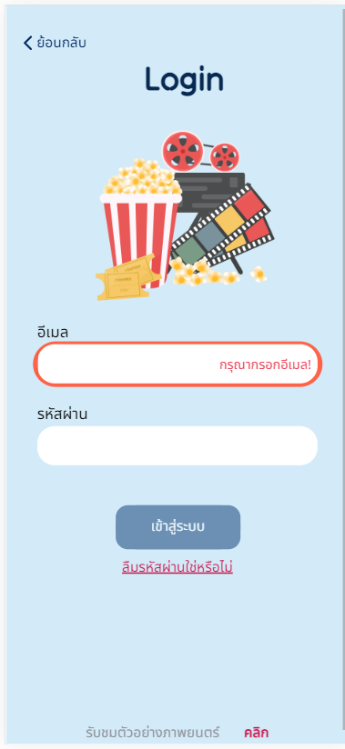 ย้อนกลับ
Login
อีเมล
กรุณากรอกอีเมล!
รหัสผ่าน
เข้าสู่ระบบ
ลืมรหัสผ่านใช่หรือไม่
รับชมตัวอย่างภาพยนตร์ คลิก